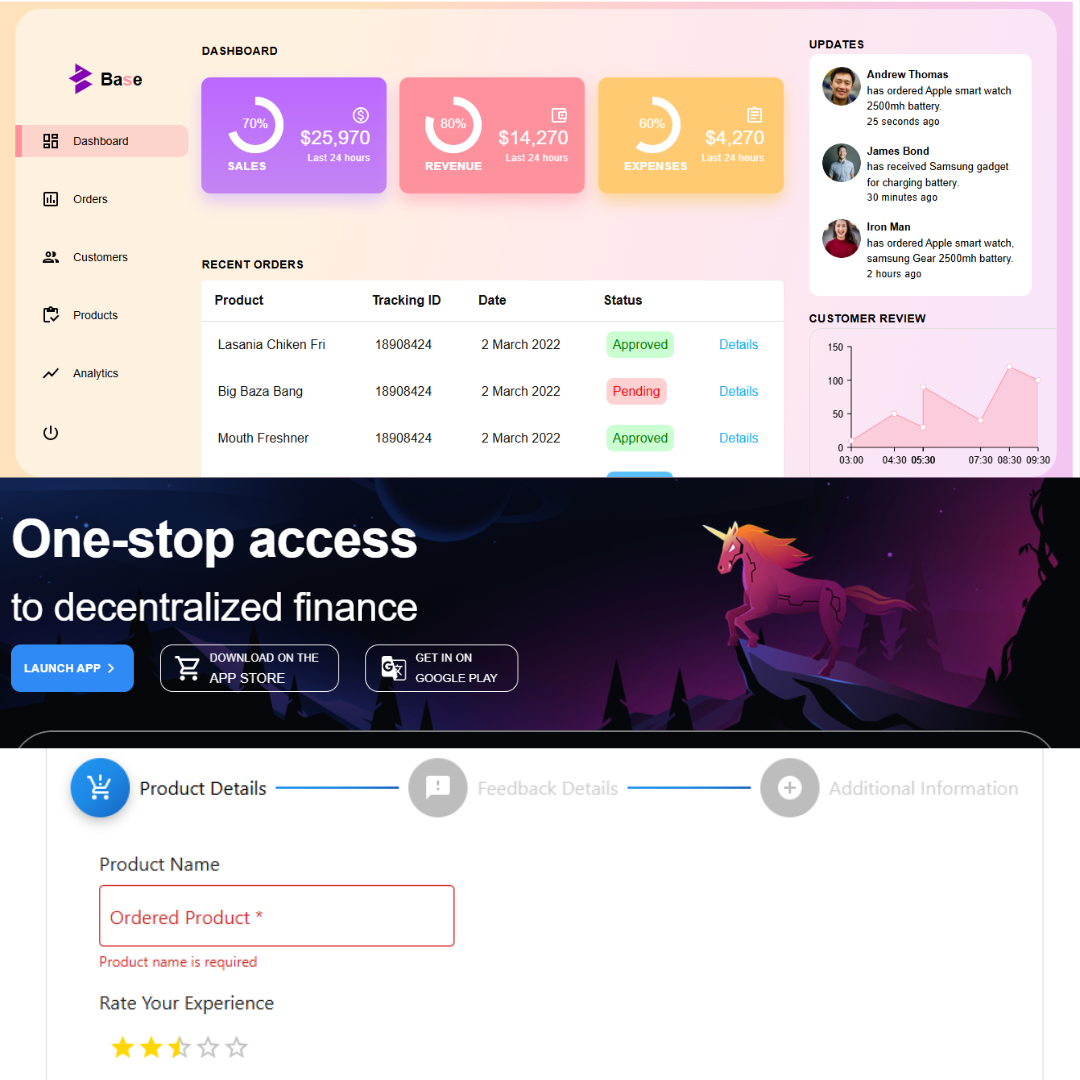 Base
Dashboard
Orders
Customers
Products
Analytics
DASHBOARD
70%
$25,970
Last 24 hours
SALES
80%
$14,270
Last 24 hours
REVENUE
60%
$4,270
Last 24 hours
EXPENSES
RECENT ORDERS
Product Tracking ID Date Status
Lasania Chiken Fri 18908424 2 March 2022 Approved Details
Big Baza Bang 18908424 2 March 2022 Pending Details
Mouth Freshner 18908424 2 March 2022 Approved Details
UPDATES
Andrew Thomas
has ordered Apple smart watch
2500mh battery.
25 seconds ago
James Bond
has received Samsung gadget
for charging battery.
30 minutes ago
Iron Man
has ordered Apple smart watch,
samsung Gear 2500mh battery.
2 hours ago
CUSTOMER REVIEW
150
100
50
0
03:00 04:30 05:30 07:30 08:30 09:30
One-stop access
to decentralized finance
LAUNCH APP
DOWNLOAD ON THE
APP STORE
GET IN ON
GOOGLE PLAY
Product Details Feedback Details Additional Information
Product Name
Ordered Product *
Product name is required
Rate Your Experience